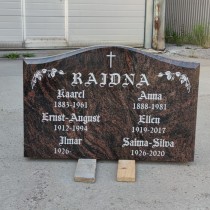 RAIDNA
Kaarel Anna
1883-1961 1888-1981
Ernst-August Ellen
1912-1994 1919-2017
Ilmar Saima-Silva
1926 1926-2020